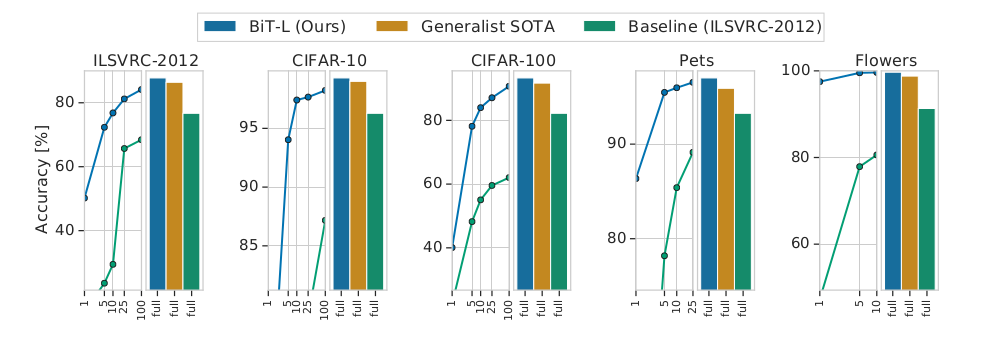 BiT-L (Ours) Generalist SOTA Baseline (ILSVRC-2012)
ILSVRC-2012 CIFAR-10 CIFAR-100 Pets Flowers
Accuracy [%]
80
60
40
1 5 10 25 100 full full full
95
90
85
1 5 10 25 100 full full full
80
60
40
1 5 10 25 100 full full full
90
80
1 5 10 25 full full full
100
80
60
1 5 10 full full full